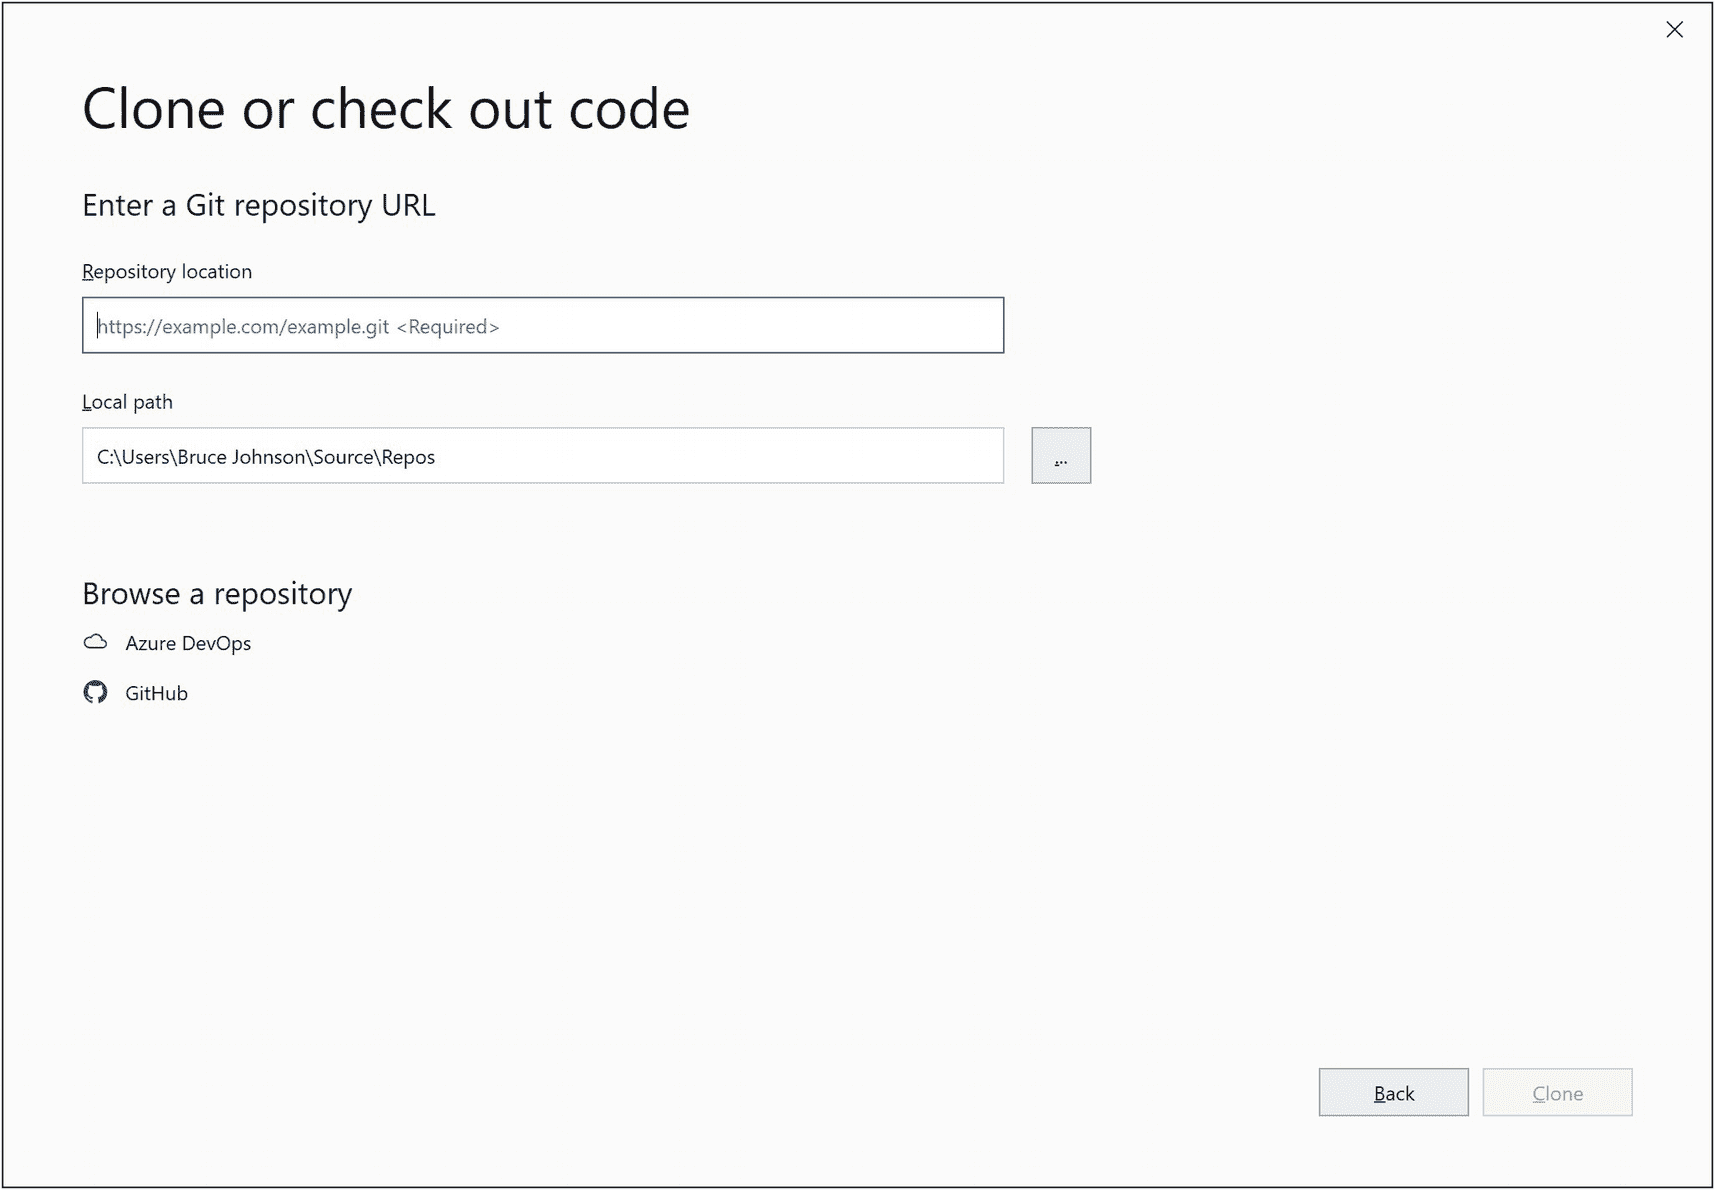 Clone or check out code
Enter a Git repository URL
Repository location
https://example.com/example.git <Required>
Local path
C:\Users\Bruce Johnson\Source\Repos
...
Browse a repository
Azure DevOps
GitHub
Back
Clone